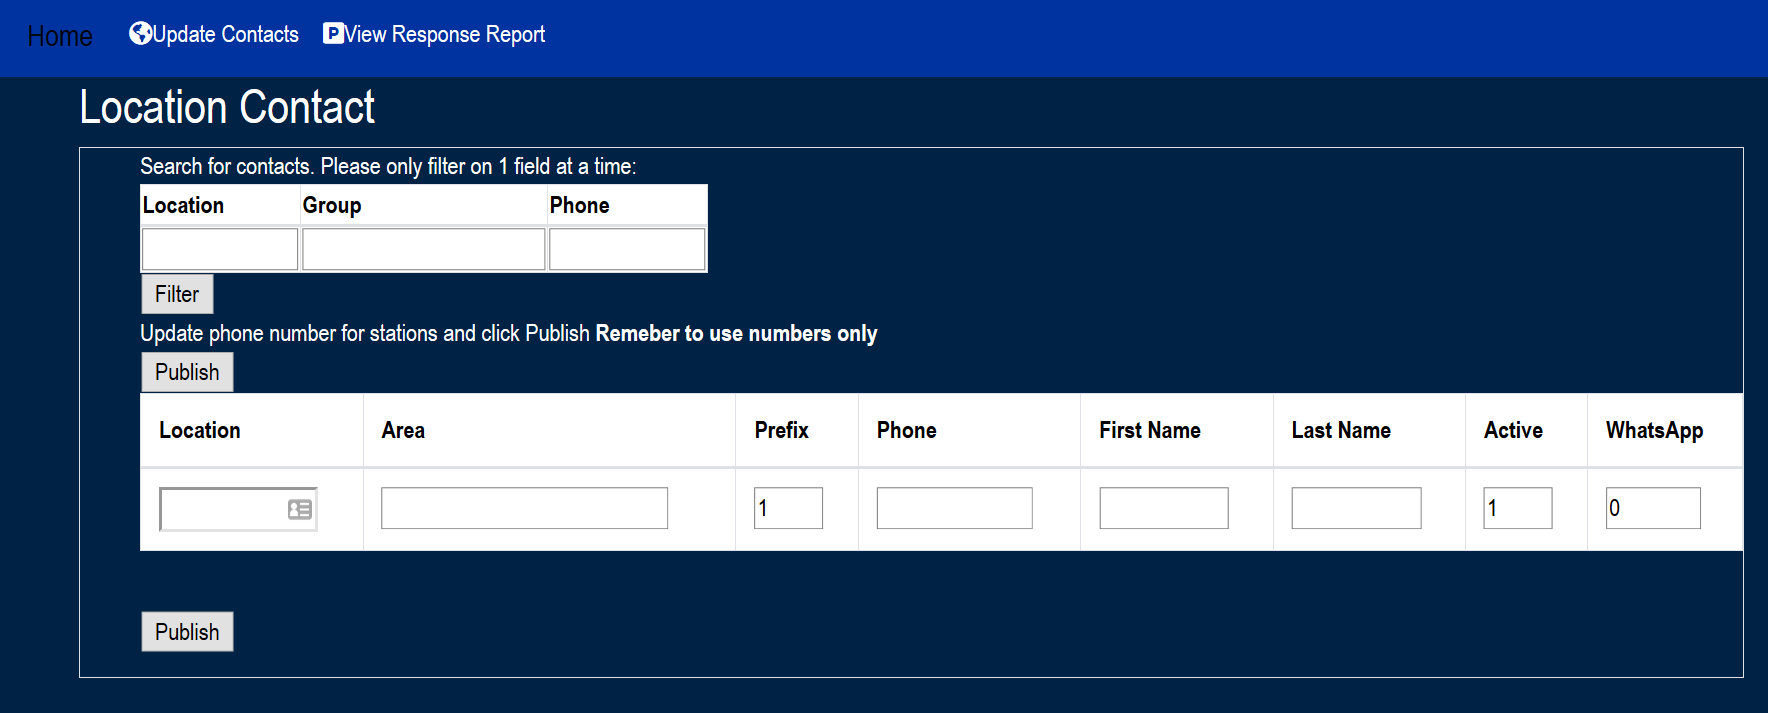 Home Update Contacts View Response Report
Location Contact
Search for contacts. Please only filter on 1 field at a time:
Location Group Phone
Filter
Update phone number for stations and click Publish Remeber to use numbers only
Publish
Location Area Prefix Phone First Name Last Name Active WhatsApp
1 1 0
Publish